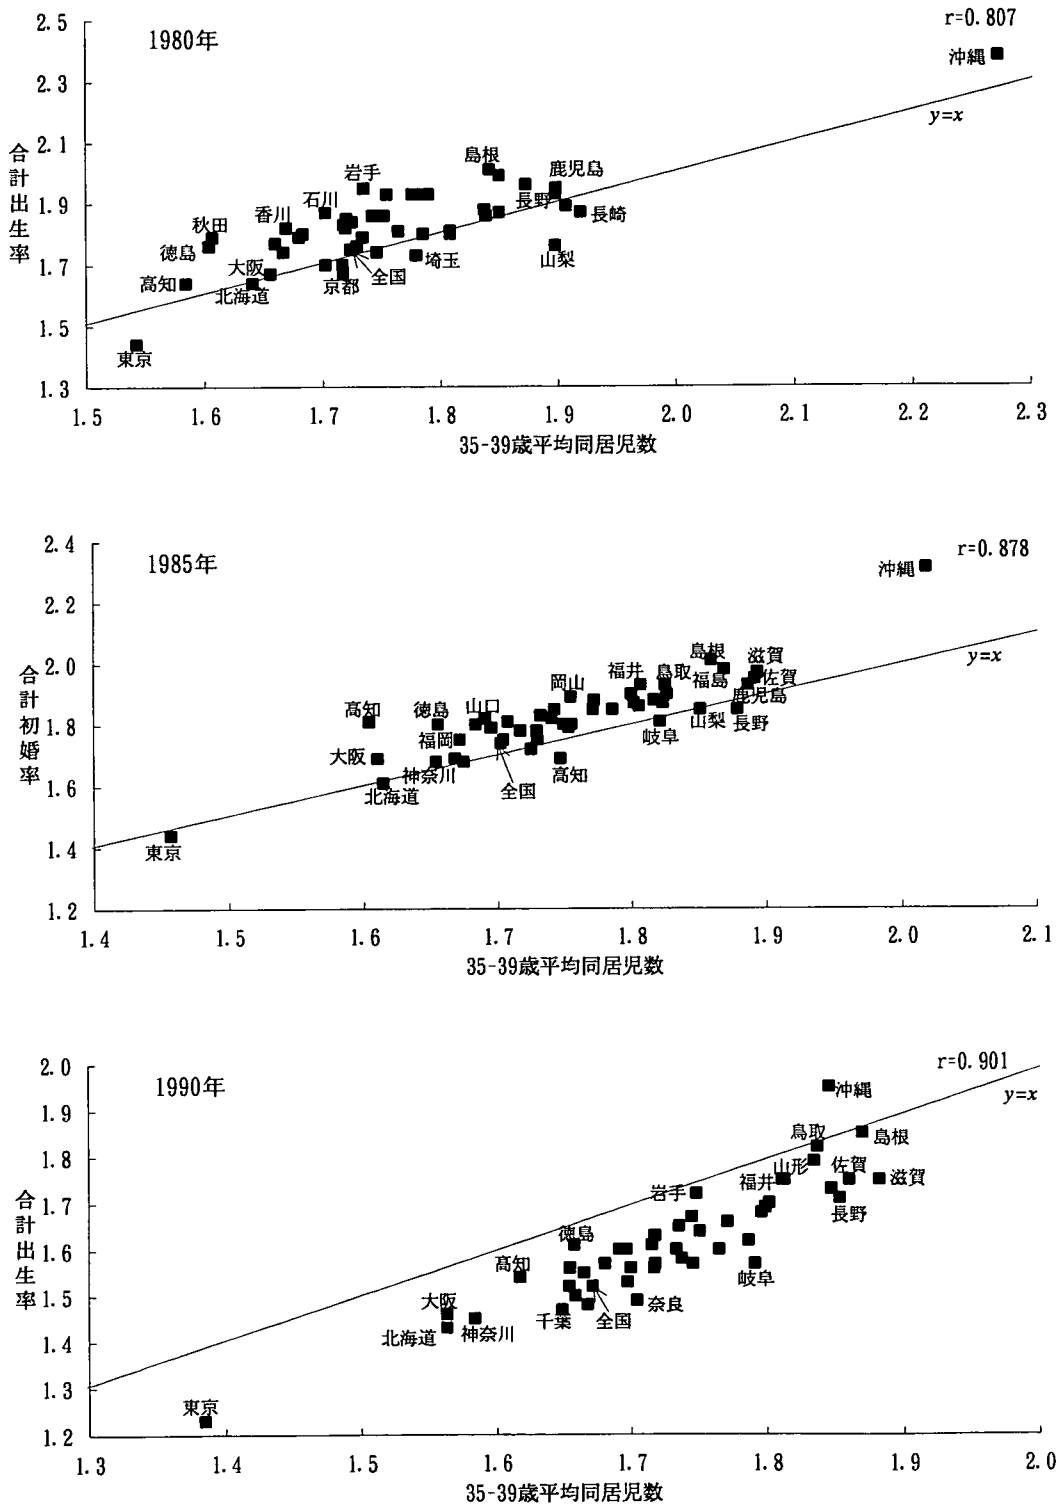 r=0.807
1980年
2.5
2.3
2.1
1.9
1.7
1.5
1.3
合計出生率
沖縄
y=x
島根
鹿児島
岩手
石川
長野
長崎
香川
秋田
徳島
山梨
大阪
埼玉
高知
北海道
京都
全国
東京
1.5 1.6 1.7 1.8 1.9 2.0 2.1 2.2 2.3
35-39歳平均同居児数
r=0.878
1985年
2.4
2.2
2.0
1.8
1.6
1.4
1.2
合計初婚率
沖縄
y=x
島根
滋賀
福井
鳥取
福島
佐賀
岡山
鹿児島
高知
徳島
山口
山梨
長野
福岡
岐阜
大阪
神奈川
高知
北海道
全国
東京
1.4 1.5 1.6 1.7 1.8 1.9 2.0 2.1
35-39歳平均同居児数
r=0.901
1990年
2.0
1.9
1.8
1.7
1.6
1.5
1.4
1.3
1.2
合計出生率
y=x
沖縄
鳥取
島根
山形
佐賀
滋賀
福井
岩手
長野
徳島
高知
岐阜
大阪
奈良
北海道
神奈川
千葉
全国
東京
1.3 1.4 1.5 1.6 1.7 1.8 1.9 2.0
35-39歳平均同居児数